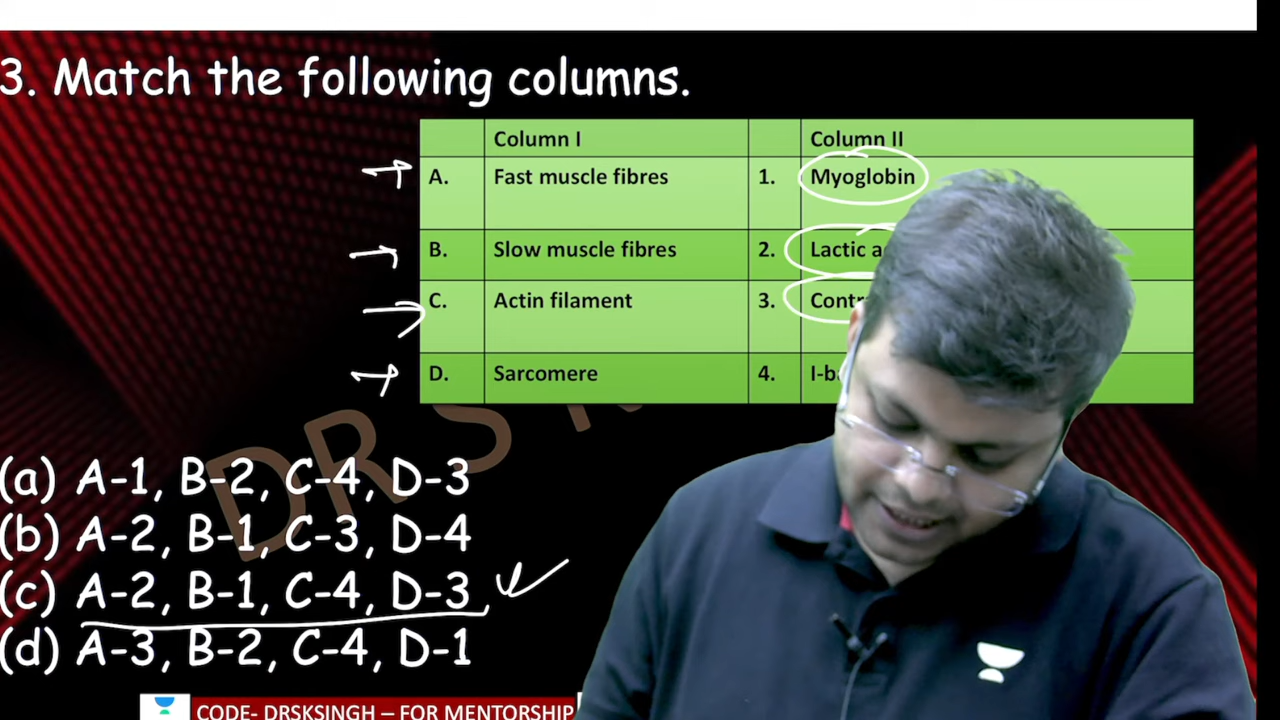 3. Match the following columns.
Column I Column II
A. Fast muscle fibres 1. Myoglobin
B. Slow muscle fibres 2. Lactic
C. Actin filament 3.
D. Sarcomere 4.
DR S
(a) A-1, B-2, C-4, D-3
(b) A-2, B-1, C-3, D-4
(c) A-2, B-1, C-4, D-3
(d) A-3, B-2, C-4, D-1
CODE- DRSKSINGH – FOR MENTORSHIP